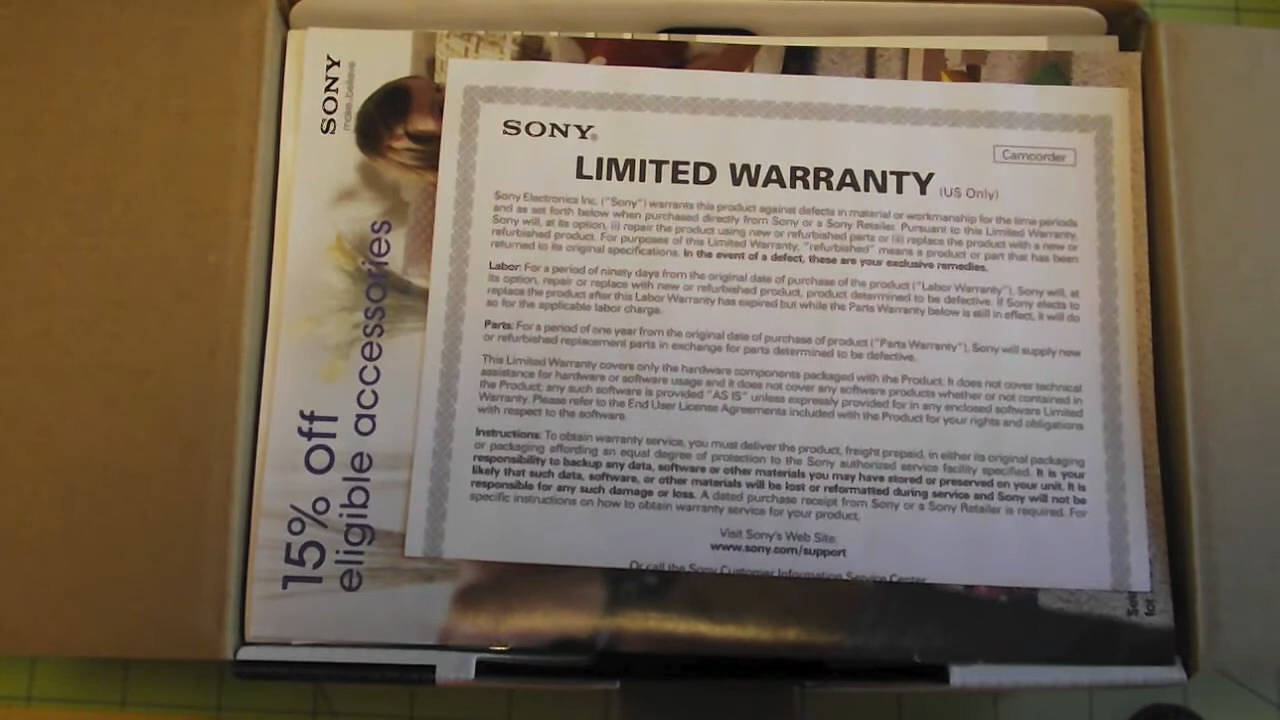 SONY
make.believe
15% off
eligible accessories
SONY®
Camcorder
LIMITED WARRANTY (US Only)
Sony Electronics Inc. ("Sony") warrants this product against defects in material or workmanship for the time periods
and as set forth below when purchased directly from Sony or a Sony Retailer. Pursuant to this Limited Warranty,
Sony will, at its option, (i) repair the product using new or refurbished parts or (ii) replace the product with a new or
refurbished product. For purposes of this Limited Warranty, "refurbished" means a product or part that has been
returned to its original specifications. In the event of a defect, these are your exclusive remedies.
Labor: For a period of ninety days from the original date of purchase of the product ("Labor Warranty"), Sony will, at
its option, repair or replace with new or refurbished product, product determined to be defective. If Sony elects to
replace the product after this Labor Warranty has expired but while the Parts Warranty below is still in effect, it will do
so for the applicable labor charge.
Parts: For a period of one year from the original date of purchase of product ("Parts Warranty"), Sony will supply new
or refurbished replacement parts in exchange for parts determined to be defective.
This Limited Warranty covers only the hardware components packaged with the Product. It does not cover technical
assistance for hardware or software usage and it does not cover any software products whether or not contained in
the Product; any such software is provided "AS IS" unless expressly provided for in any enclosed software Limited
Warranty. Please refer to the End User License Agreements included with the Product for your rights and obligations
with respect to the software.
Instructions: To obtain warranty service, you must deliver the product, freight prepaid, in either its original packaging
or packaging affording an equal degree of protection to the Sony authorized service facility specified. It is your
responsibility to backup any data, software or other materials you may have stored or preserved on your unit. It is
likely that such data, software, or other materials will be lost or reformatted during service and Sony will not be
responsible for any such damage or loss. A dated purchase receipt from Sony or a Sony Retailer is required. For
specific instructions on how to obtain warranty service for your product,
Visit Sony's Web Site:
www.sony.com/support
Or call the Sony Customer Information Service Center
for